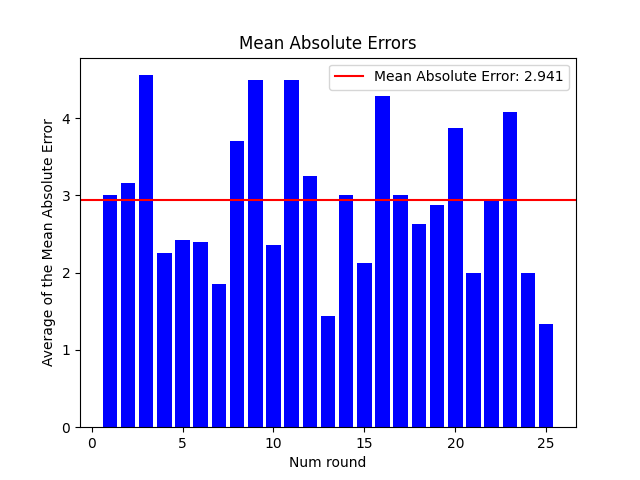 Mean Absolute Errors
Mean Absolute Error: 2.941
Average of the Mean Absolute Error
4
3
2
1
0
0 5 10 15 20 25
Num round